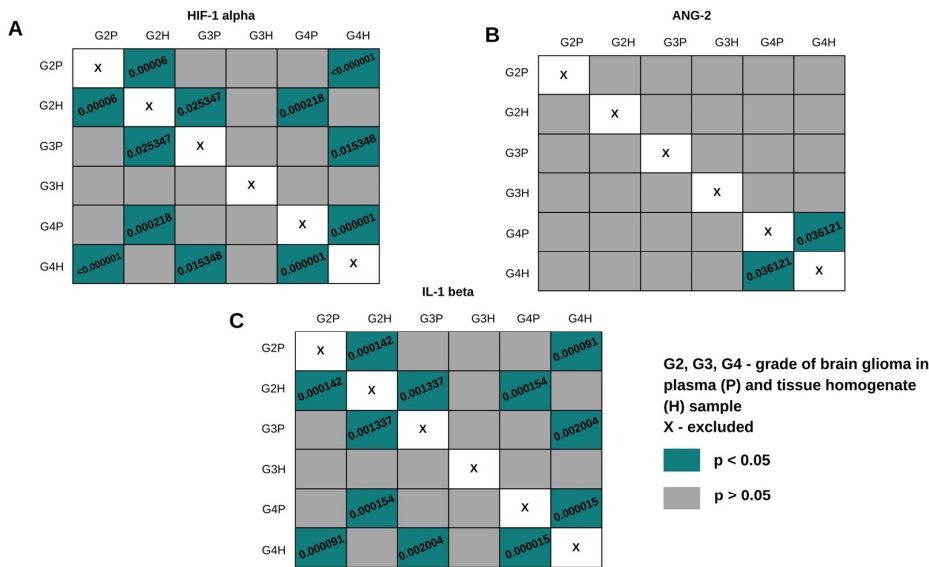 HIF-1 alpha
A
G2P G2H G3P G3H G4P G4H
G2P X 0.00006 <0.000001
G2H 0.00006 X 0.025347 0.000218
G3P 0.025347 X 0.015348
G3H X
G4P 0.000218 X 0.000001
G4H <0.000001 0.015348 0.000001 X
ANG-2
B
G2P G2H G3P G3H G4P G4H
G2P X
G2H X
G3P X
G3H X
G4P X 0.036121
G4H 0.036121 X
IL-1 beta
C
G2P G2H G3P G3H G4P G4H
G2P X 0.000142 0.000091
G2H 0.000142 X 0.001337 0.000154
G3P 0.001337 X 0.002004
G3H X
G4P 0.000154 X 0.000015
G4H 0.000091 0.002004 0.000015 X
G2, G3, G4 - grade of brain glioma in
plasma (P) and tissue homogenate
(H) sample
X - excluded
p < 0.05
p > 0.05